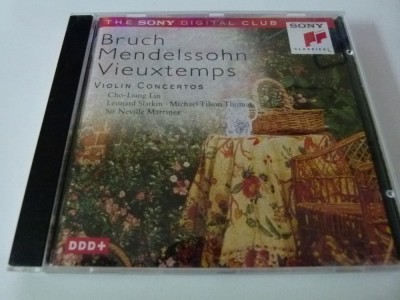 THE SONY DIGITAL CLUB
SONY
CLASSICAL
Bruch
Mendelssohn
Vieuxtemps
VIOLIN CONCERTOS
Cho-Liang Lin
Leonard Slatkin · Michael Tilson Thomas
Sir Neville Marriner
DDD+